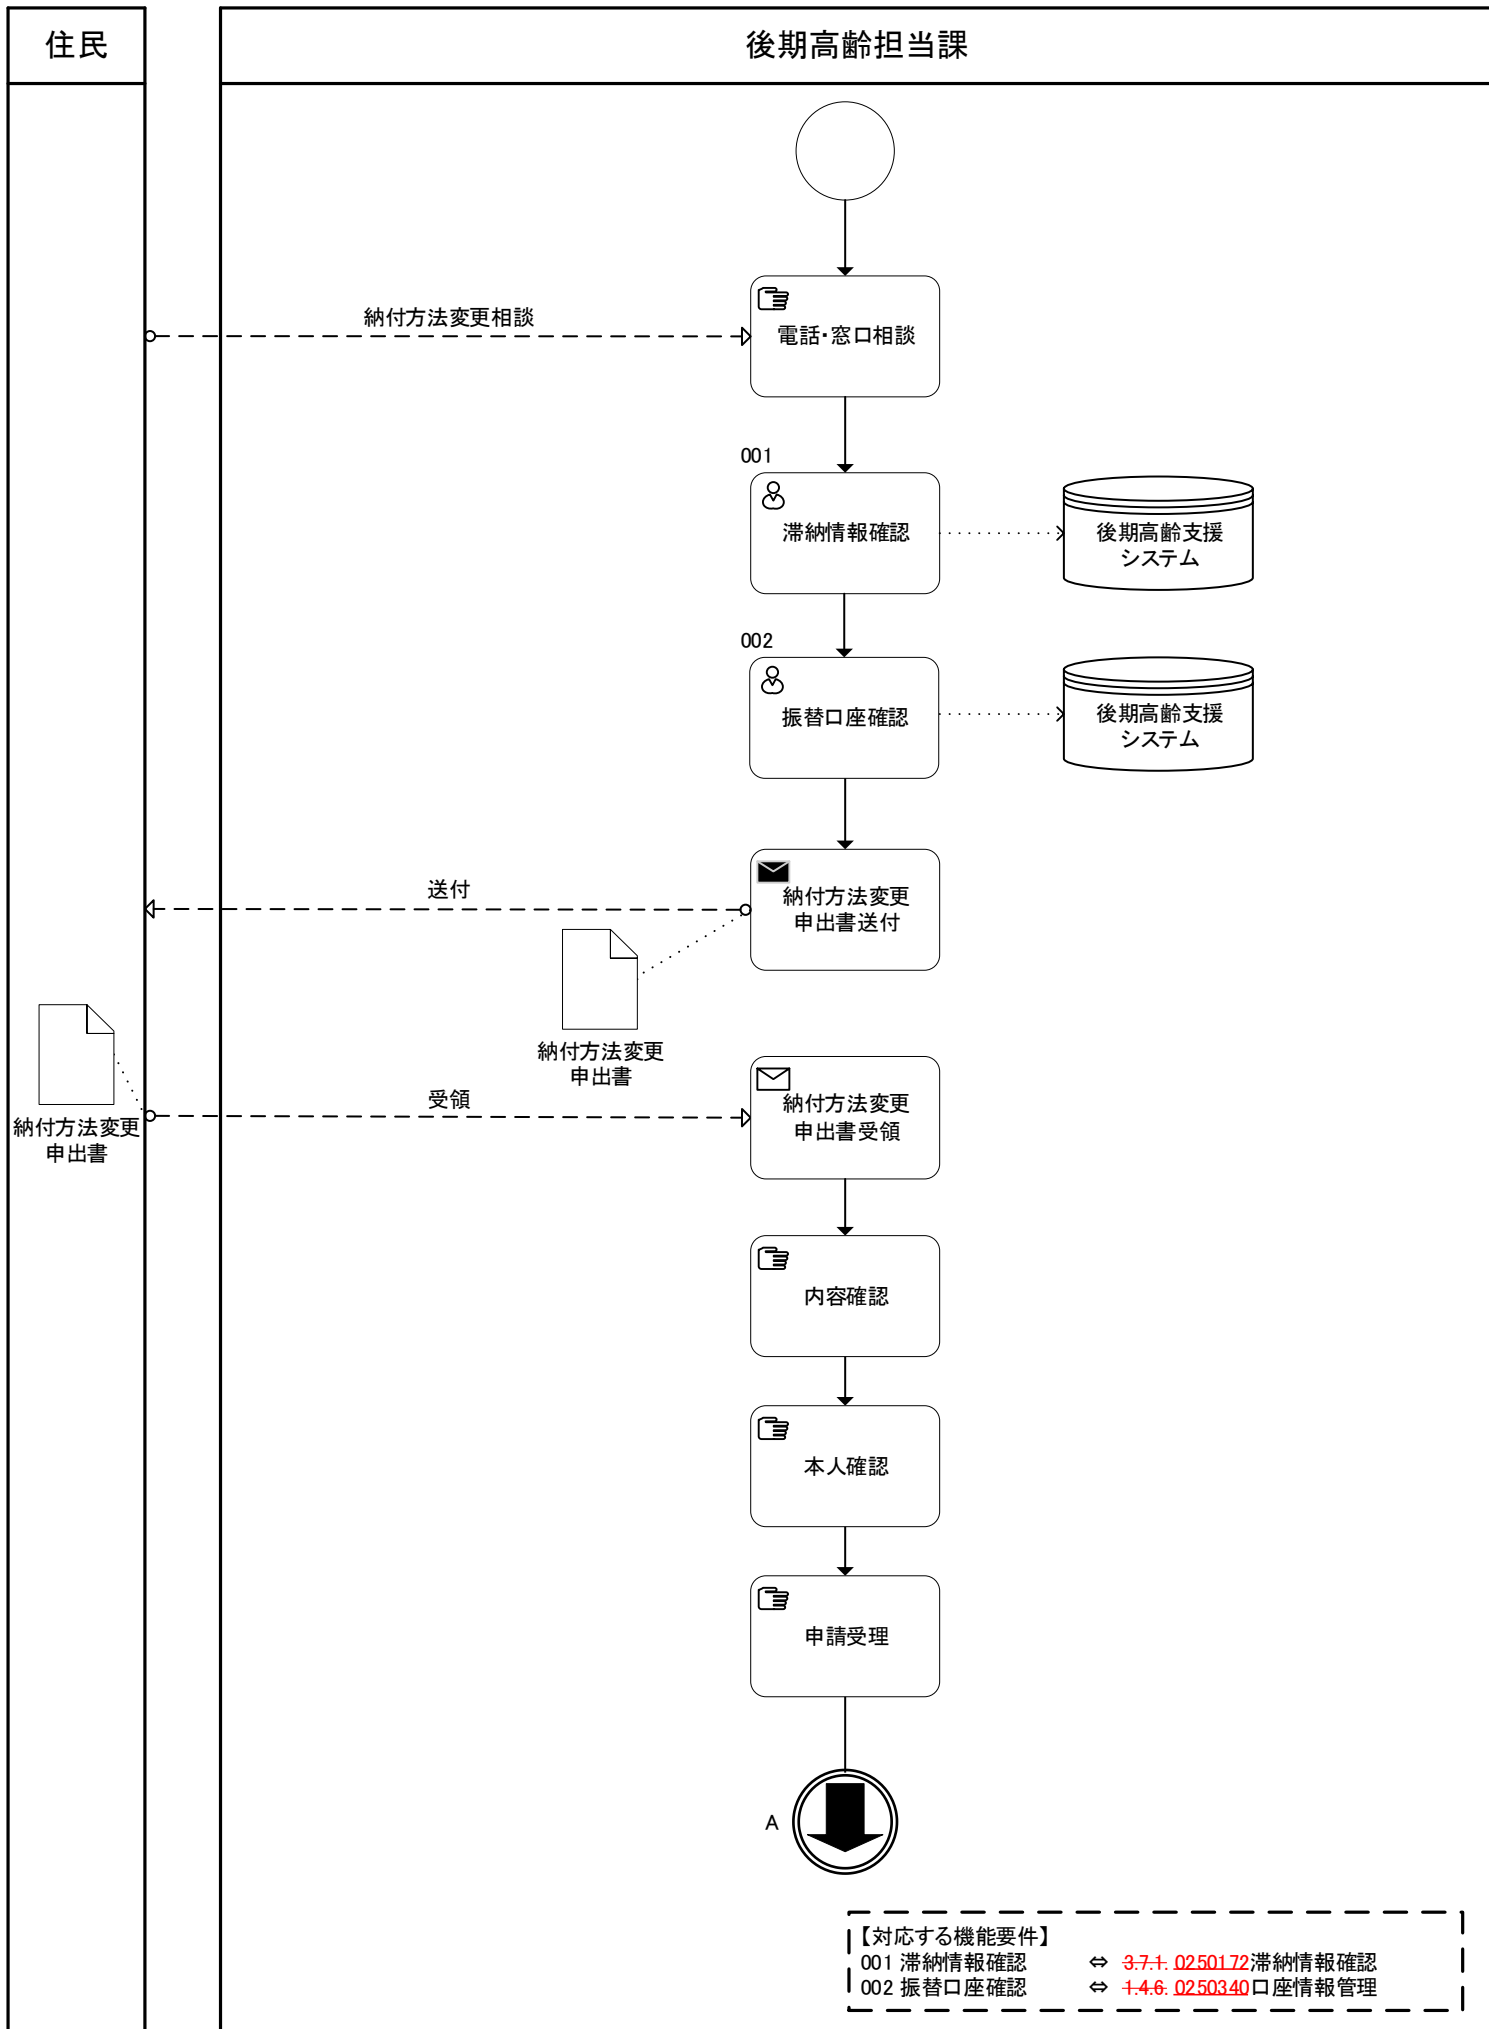 住民
後期高齢担当課
納付方法変更相談
電話・窓口相談
001
滞納情報確認
後期高齢支援
システム
002
振替口座確認
後期高齢支援
システム
送付
納付方法変更
申出書送付
納付方法変更
申出書
納付方法変更
申出書
受領
納付方法変更
申出書受領
内容確認
本人確認
申請受理
A
【対応する機能要件】
001 滞納情報確認 ⇔ 3.7.1. 0250172滞納情報確認
002 振替口座確認 ⇔ 1.4.6. 0250340口座情報管理